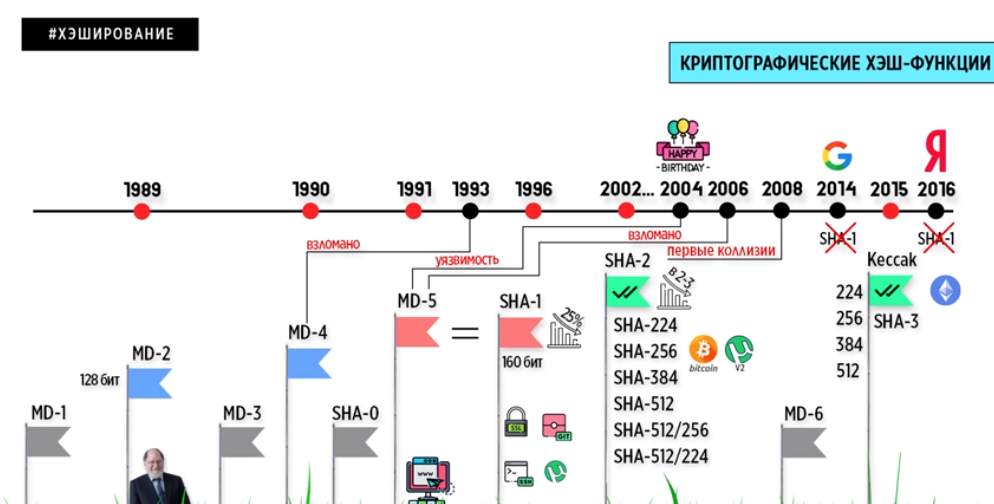 #ХЭШИРОВАНИЕ
КРИПТОГРАФИЧЕСКИЕ ХЭШ-ФУНКЦИИ
HAPPY
- BIRTHDAY -
Я
1989 1990 1991 1993 1996 2002... 2004 2006 2008 2014 2015 2016
взломано
уязвимость
взломано
первые коллизии
SHA-1
SHA-1
MD-1
128 бит
MD-2
MD-3
MD-4
SHA-0
MD-5
=
SHA-1
25%
160 бит
SSL
GIT
SSH
WWW
SHA-2
В 2-3
SHA-224
SHA-256
SHA-384
SHA-512
SHA-512/256
SHA-512/224
bitcoin
V2
MD-6
Keccak
224
256
384
512
SHA-3